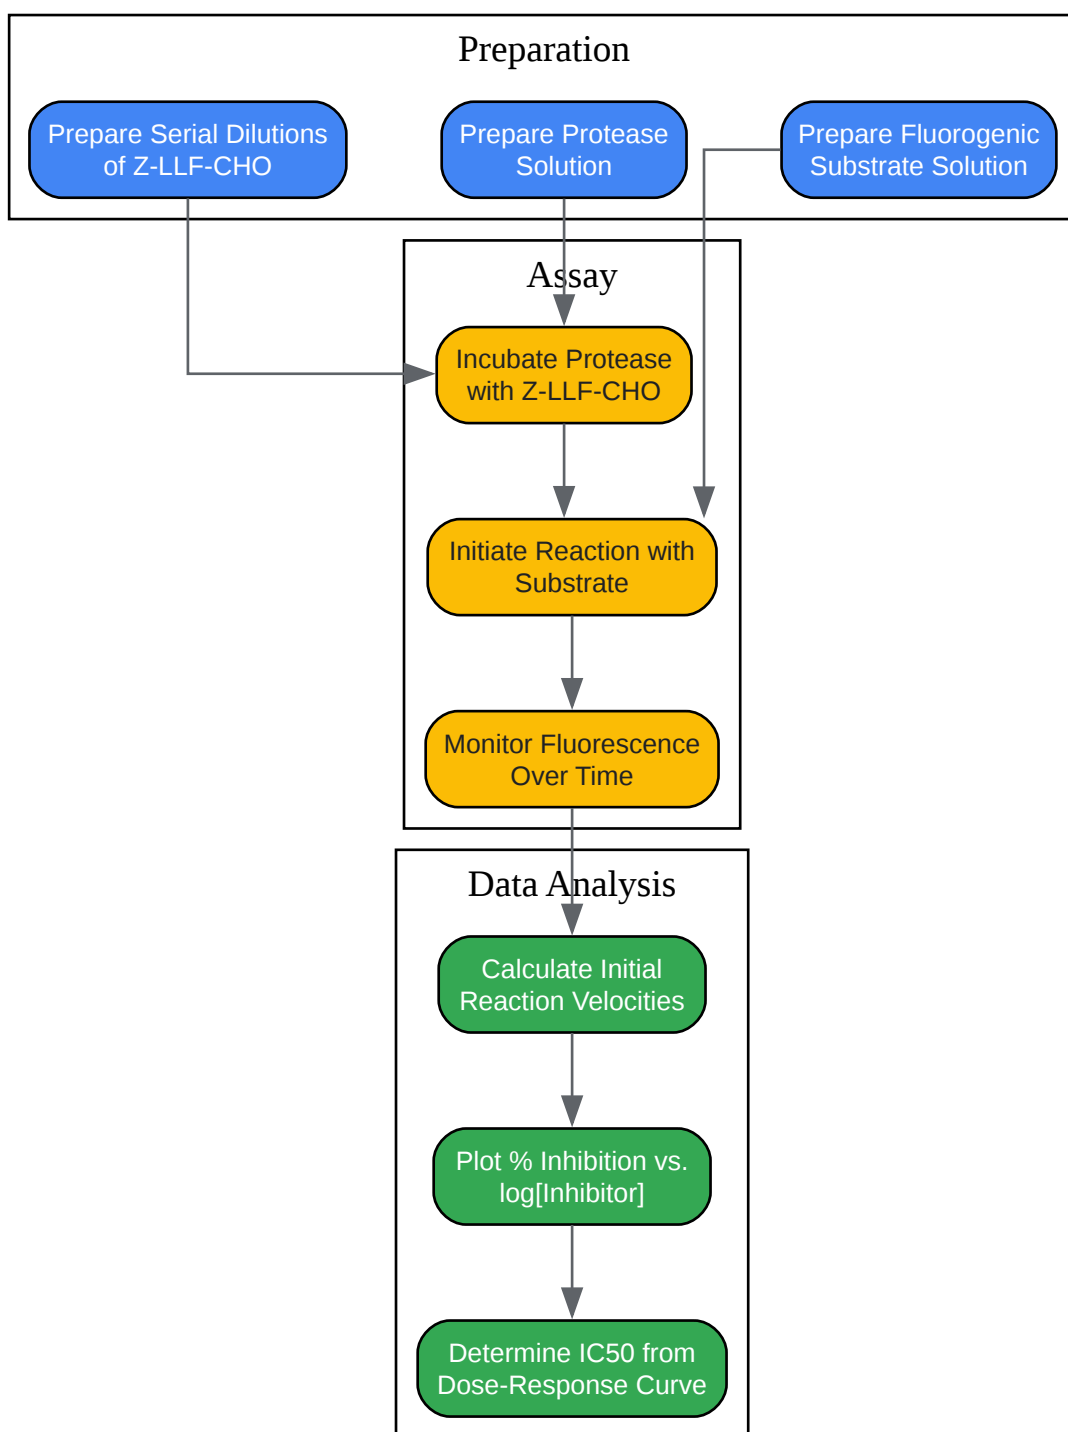 Preparation
Prepare Serial Dilutions
of Z-LLF-CHO
Prepare Protease
Solution
Prepare Fluorogenic
Substrate Solution
Assay
Incubate Protease
with Z-LLF-CHO
Initiate Reaction with
Substrate
Monitor Fluorescence
Over Time
Data Analysis
Calculate Initial
Reaction Velocities
Plot % Inhibition vs.
log[Inhibitor]
Determine IC50 from
Dose-Response Curve